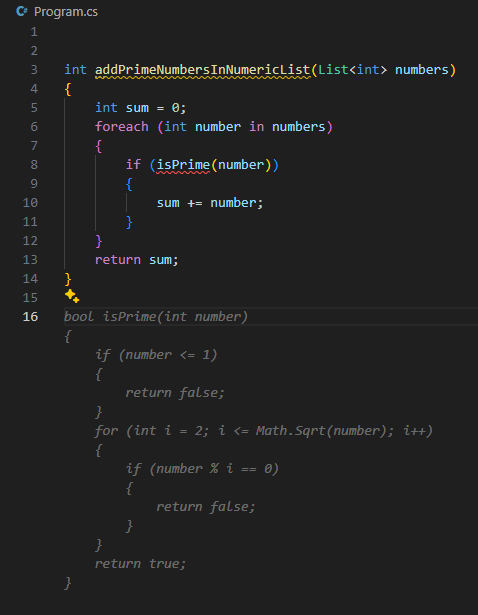 C# Program.cs
1
2
3 int addPrimeNumbersInNumericList(List<int> numbers)
4 {
5 int sum = 0;
6 foreach (int number in numbers)
7 {
8 if (isPrime(number))
9 {
10 sum += number;
11 }
12 }
13 return sum;
14 }
15
16 bool isPrime(int number)
{
if (number <= 1)
{
return false;
}
for (int i = 2; i <= Math.Sqrt(number); i++)
{
if (number % i == 0)
{
return false;
}
}
return true;
}